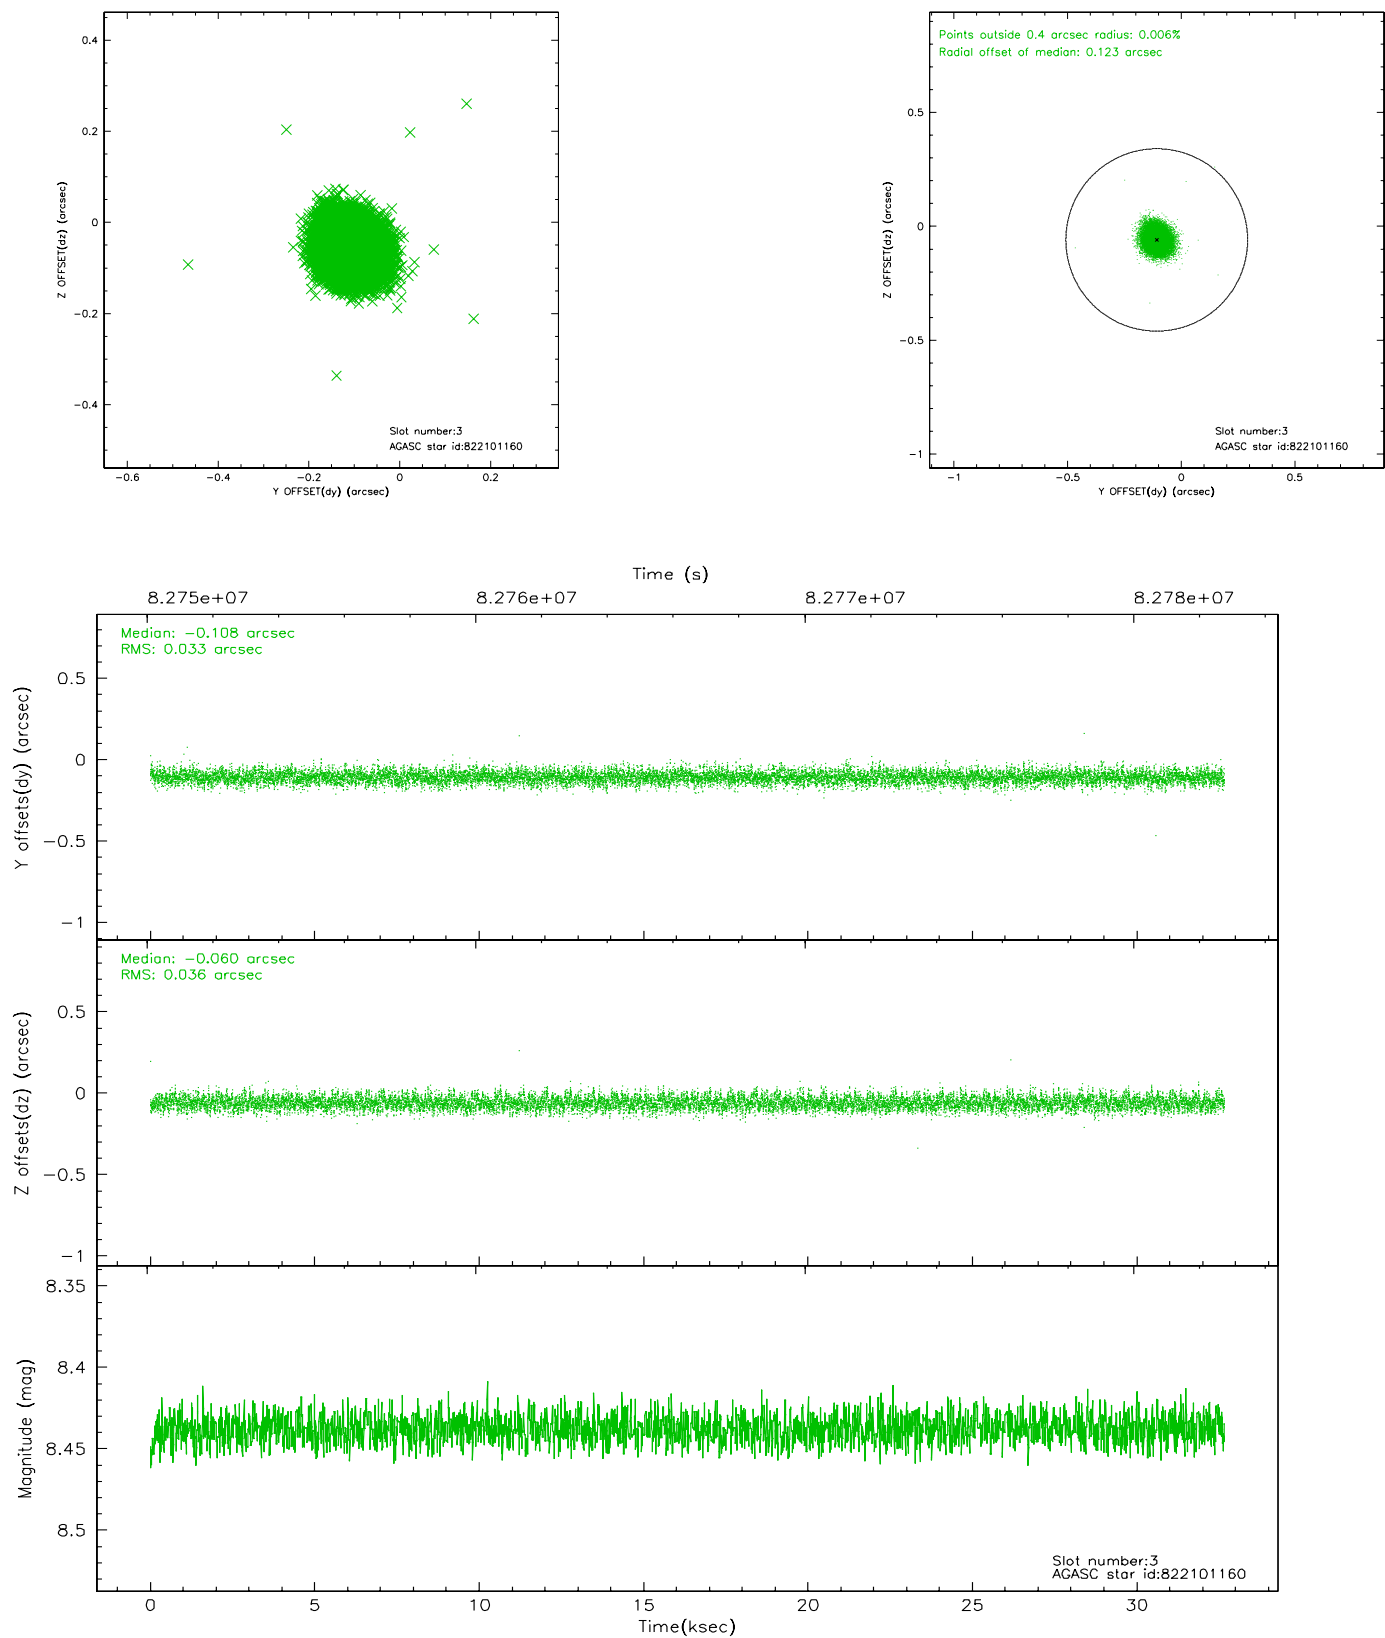 0.4
0.2
0
-0.2
-0.4
Z OFFSET(dz) (arcsec)
Slot number:3
AGASC star id:822101160
-0.6 -0.4 -0.2 0 0.2
Y OFFSET(dy) (arcsec)
Points outside 0.4 arcsec radius: 0.006%
Radial offset of median: 0.123 arcsec
0.5
0
-0.5
-1
Z OFFSET(dz) (arcsec)
Slot number:3
AGASC star id:822101160
-1 -0.5 0 0.5
Y OFFSET(dy) (arcsec)
Time (s)
8.275e+07 8.276e+07 8.277e+07 8.278e+07
Median: -0.108 arcsec
RMS: 0.033 arcsec
0.5
0
-0.5
-1
Y offsets(dy) (arcsec)
Median: -0.060 arcsec
RMS: 0.036 arcsec
0.5
0
-0.5
-1
Z offsets(dz) (arcsec)
8.35
8.4
8.45
8.5
Magnitude (mag)
Slot number:3
AGASC star id:822101160
0 5 10 15 20 25 30
Time(ksec)